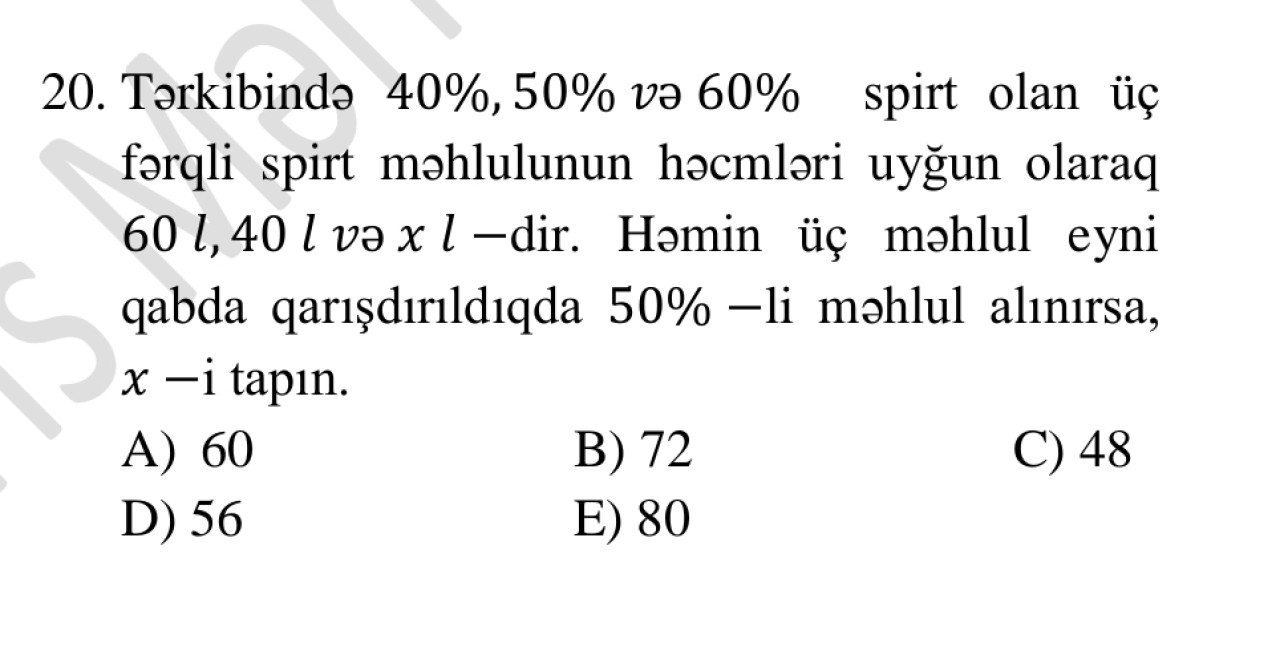 20. Tərkibində 40%, 50% və 60% spirt olan üç
fərqli spirt məhlulunun həcmləri uyğun olaraq
60 l, 40 l və x l −dir. Həmin üç məhlul eyni
qabda qarışdırıldıqda 50% −li məhlul alınırsa,
x −i tapın.
A) 60 B) 72 C) 48
D) 56 E) 80